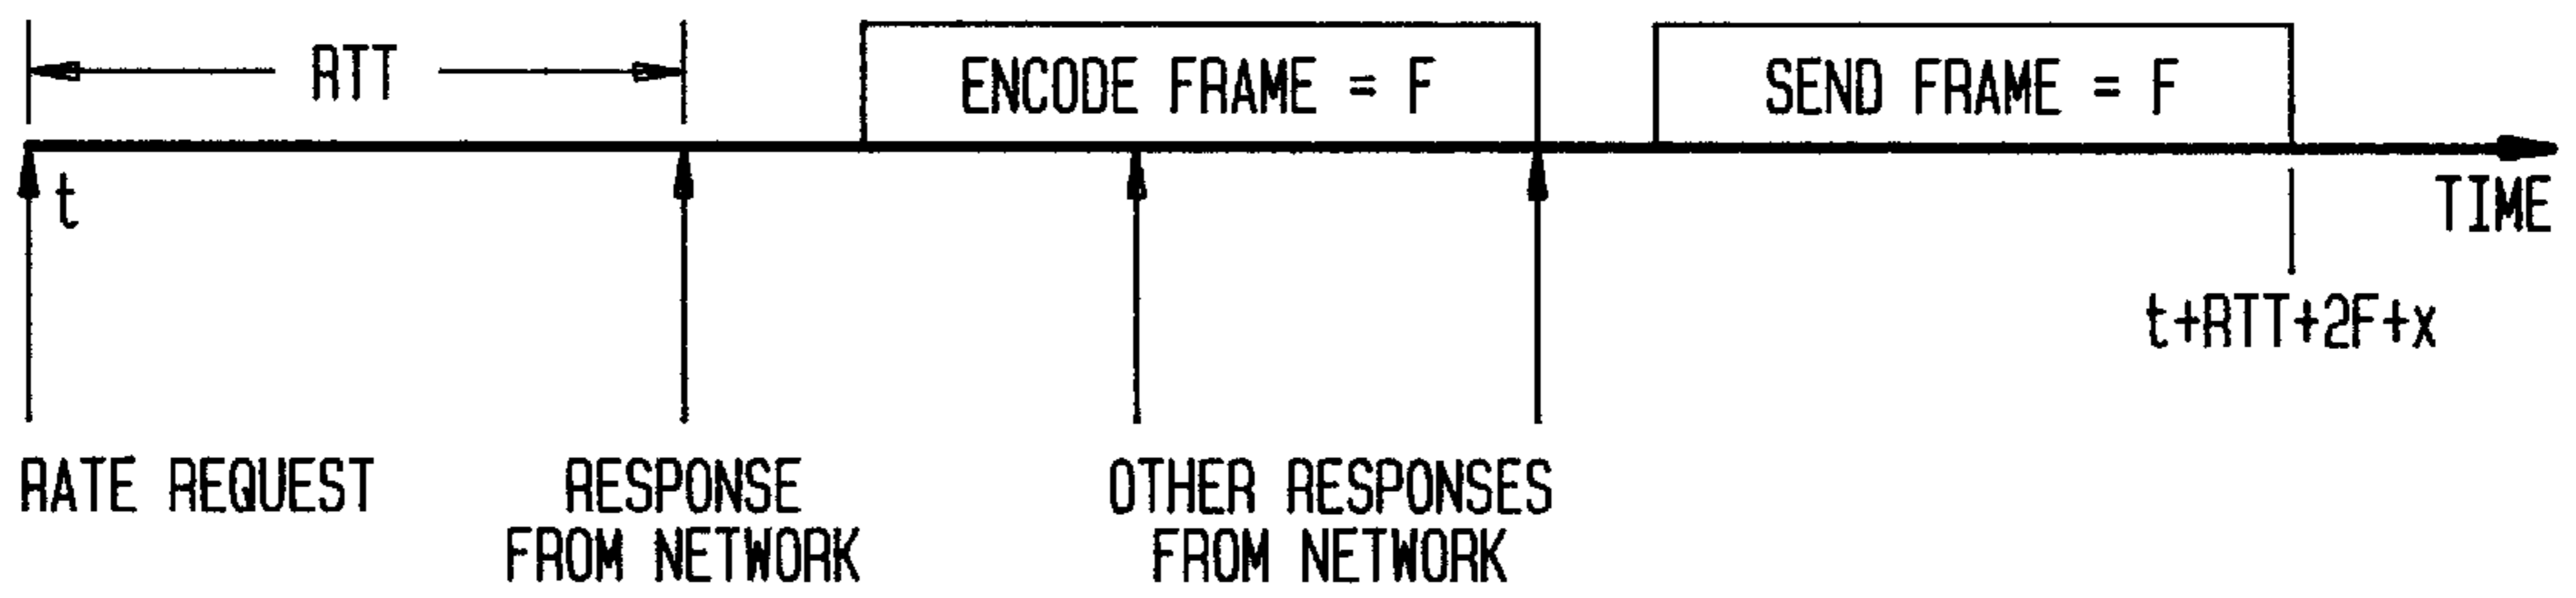 RTT
ENCODE FRAME = F
SEND FRAME = F
t
TIME
t+RTT+2F+x
RATE REQUEST
RESPONSE
FROM NETWORK
OTHER RESPONSES
FROM NETWORK